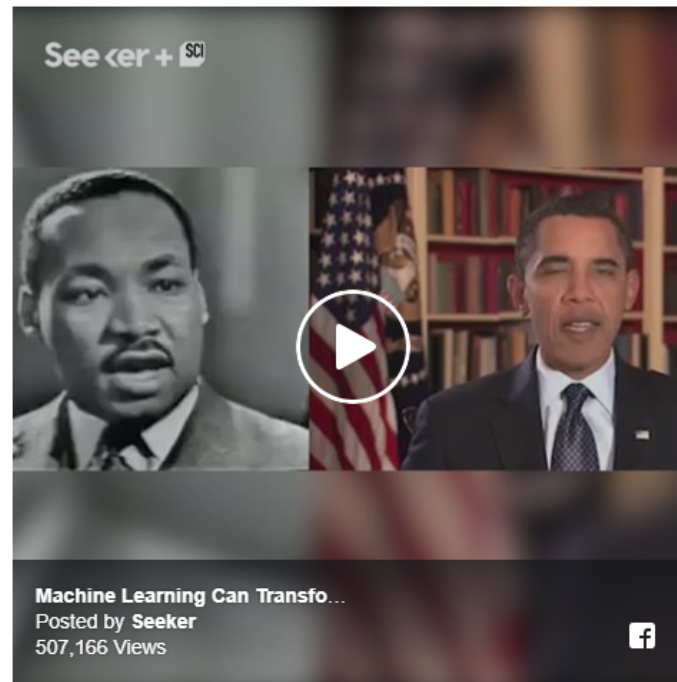 Seeker + SCI
Machine Learning Can Transfo...
Posted by Seeker
507,166 Views